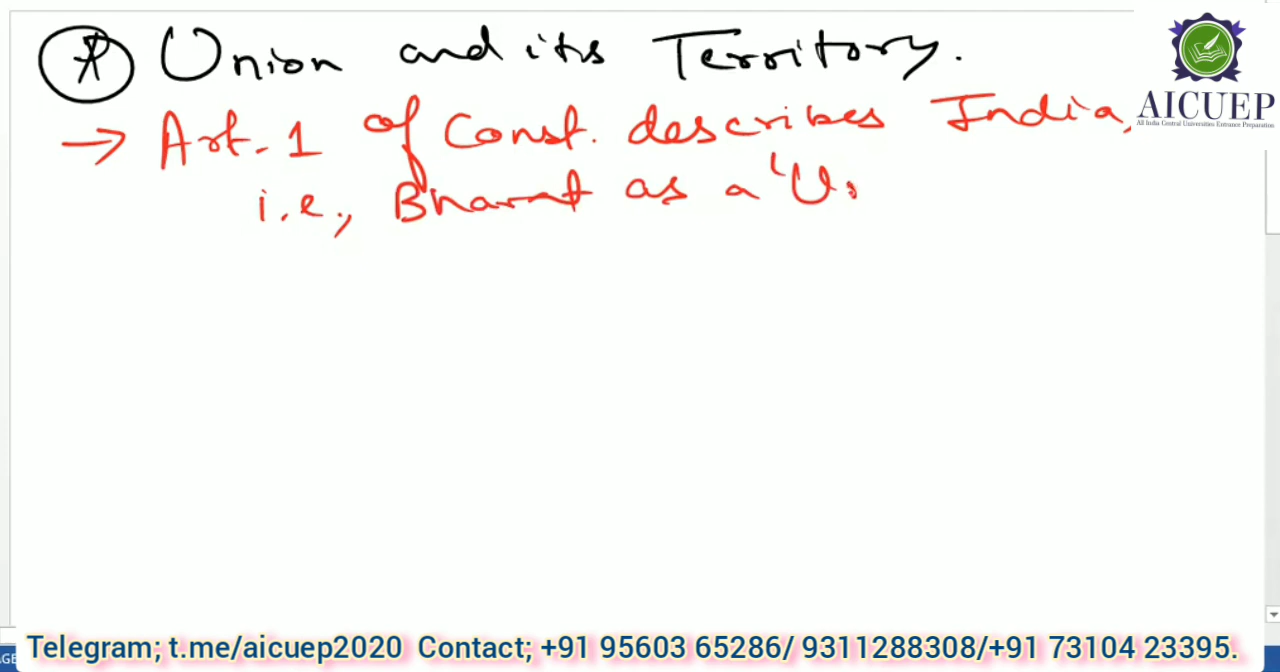 Union and its Territory.
→ Art. 1 of Const. describes India,
i.e., Bharat as a 'U.
AICUEP
All India Central Universities Entrance Preparation
Telegram; t.me/aicuep2020 Contact; +91 95603 65286/ 9311288308/+91 73104 23395.